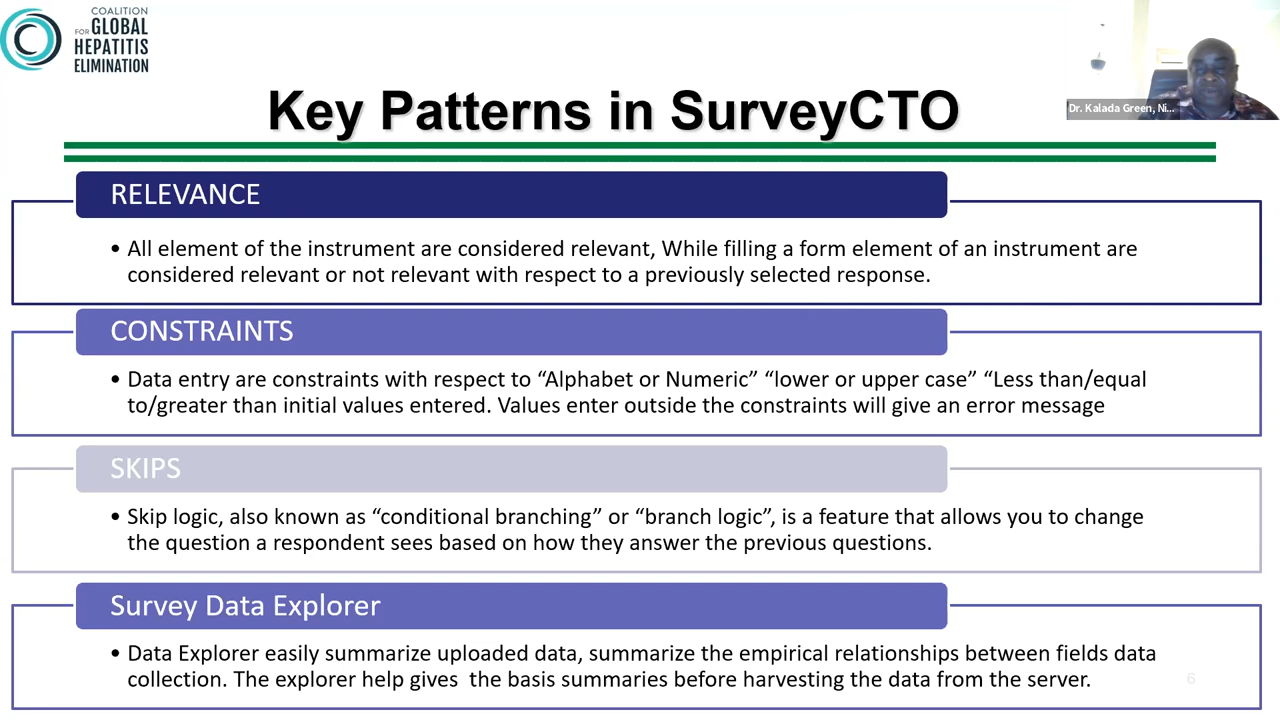 COALITION
FOR GLOBAL
HEPATITIS
ELIMINATION
Key Patterns in SurveyCTO
Dr. Kalada Green, Ni...
RELEVANCE
• All element of the instrument are considered relevant, While filling a form element of an instrument are
considered relevant or not relevant with respect to a previously selected response.
CONSTRAINTS
• Data entry are constraints with respect to “Alphabet or Numeric” “lower or upper case” “Less than/equal
to/greater than initial values entered. Values enter outside the constraints will give an error message
SKIPS
• Skip logic, also known as “conditional branching” or “branch logic”, is a feature that allows you to change
the question a respondent sees based on how they answer the previous questions.
Survey Data Explorer
• Data Explorer easily summarize uploaded data, summarize the empirical relationships between fields data
collection. The explorer help gives  the basis summaries before harvesting the data from the server.
6